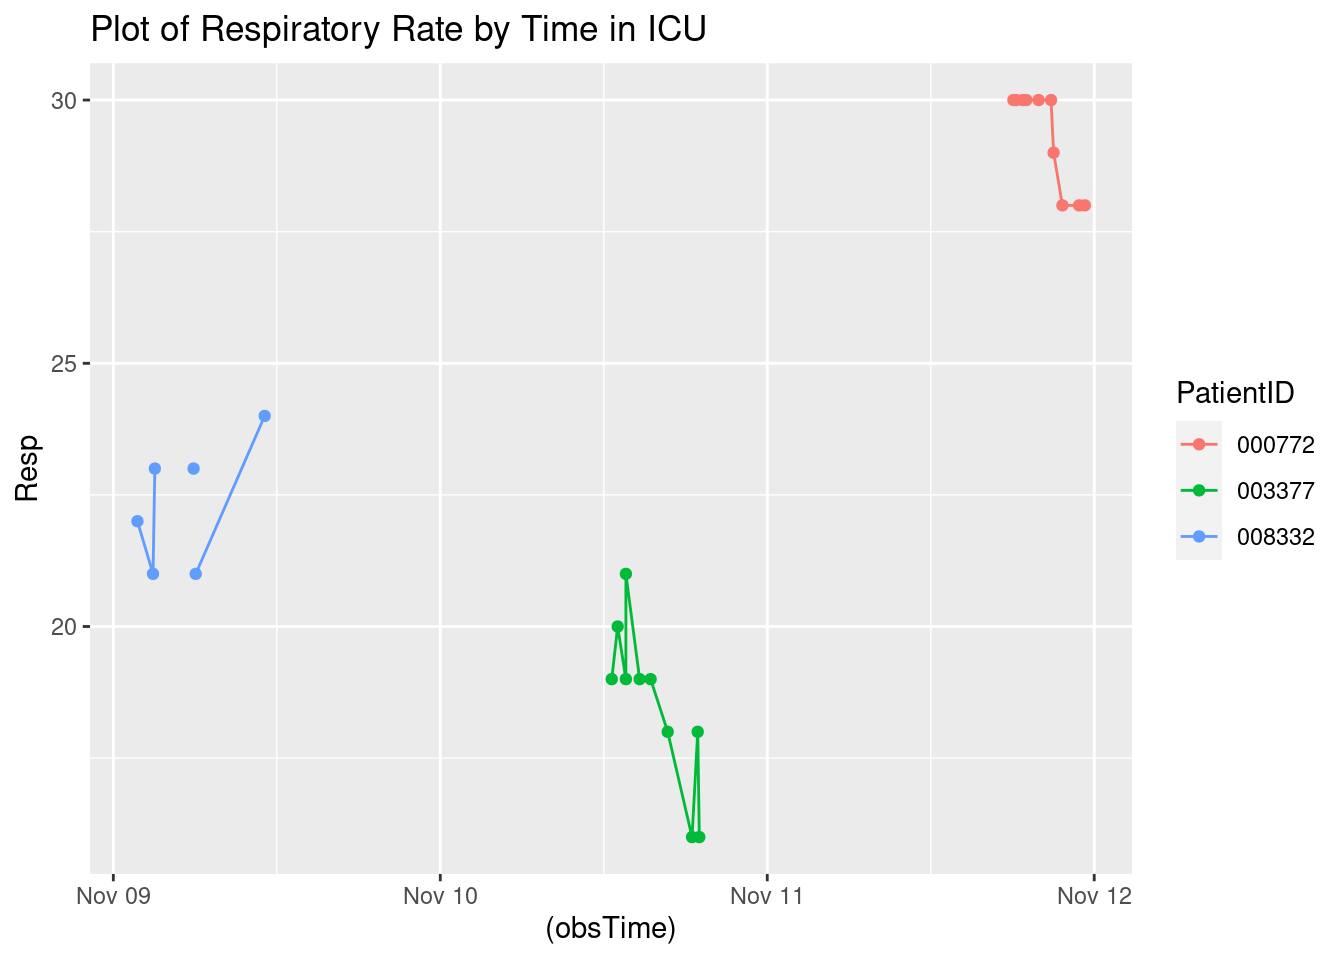 Plot of Respiratory Rate by Time in ICU
30
25
20
Resp
Nov 09
Nov 10
Nov 11
Nov 12
(obsTime)
PatientID
000772
003377
008332